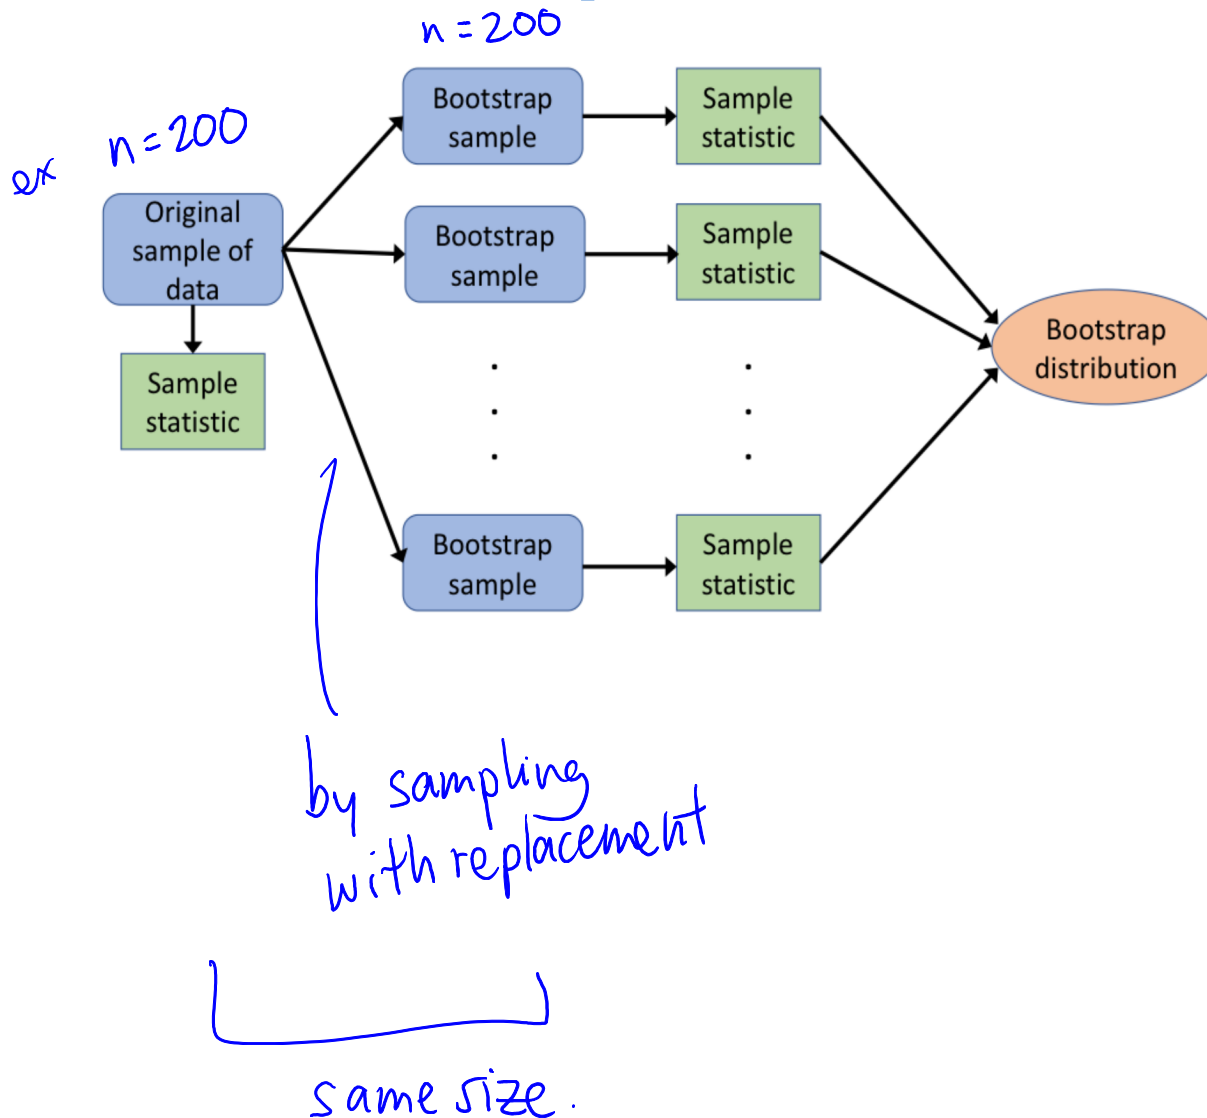 n = 200
ex n = 200
Original
sample of
data
Sample
statistic
Bootstrap
sample
Sample
statistic
Bootstrap
sample
Sample
statistic
.
.
.
.
.
.
Bootstrap
sample
Sample
statistic
Bootstrap
distribution
by sampling
with replacement
same size.